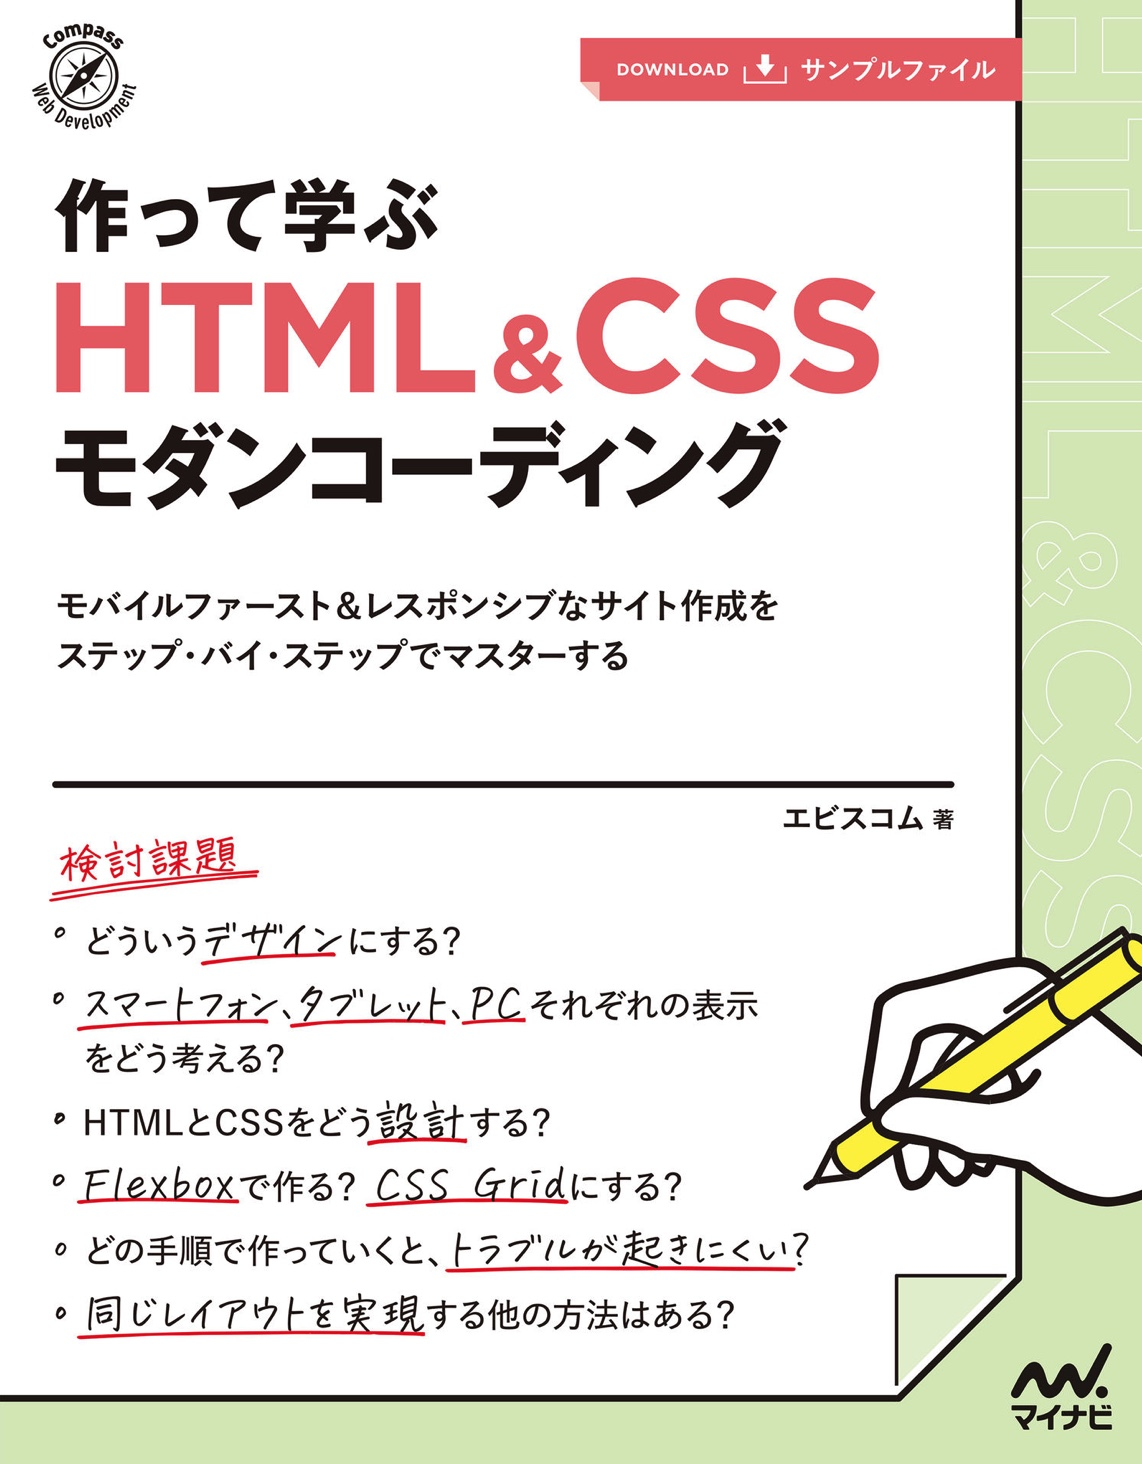 Compass
Web Development
DOWNLOAD サンプルファイル
作って学ぶ
HTML&CSS
モダンコーディング
モバイルファースト&レスポンシブなサイト作成を
ステップ・バイ・ステップでマスターする
エビスコム 著
検討課題
どういうデザインにする?
スマートフォン、タブレット、PCそれぞれの表示
をどう考える?
HTMLとCSSをどう設計する?
Flexboxで作る? CSS Gridにする?
どの手順で作っていくと、トラブルが起きにくい?
同じレイアウトを実現する他の方法はある?
HTML & CSS
マイナビ